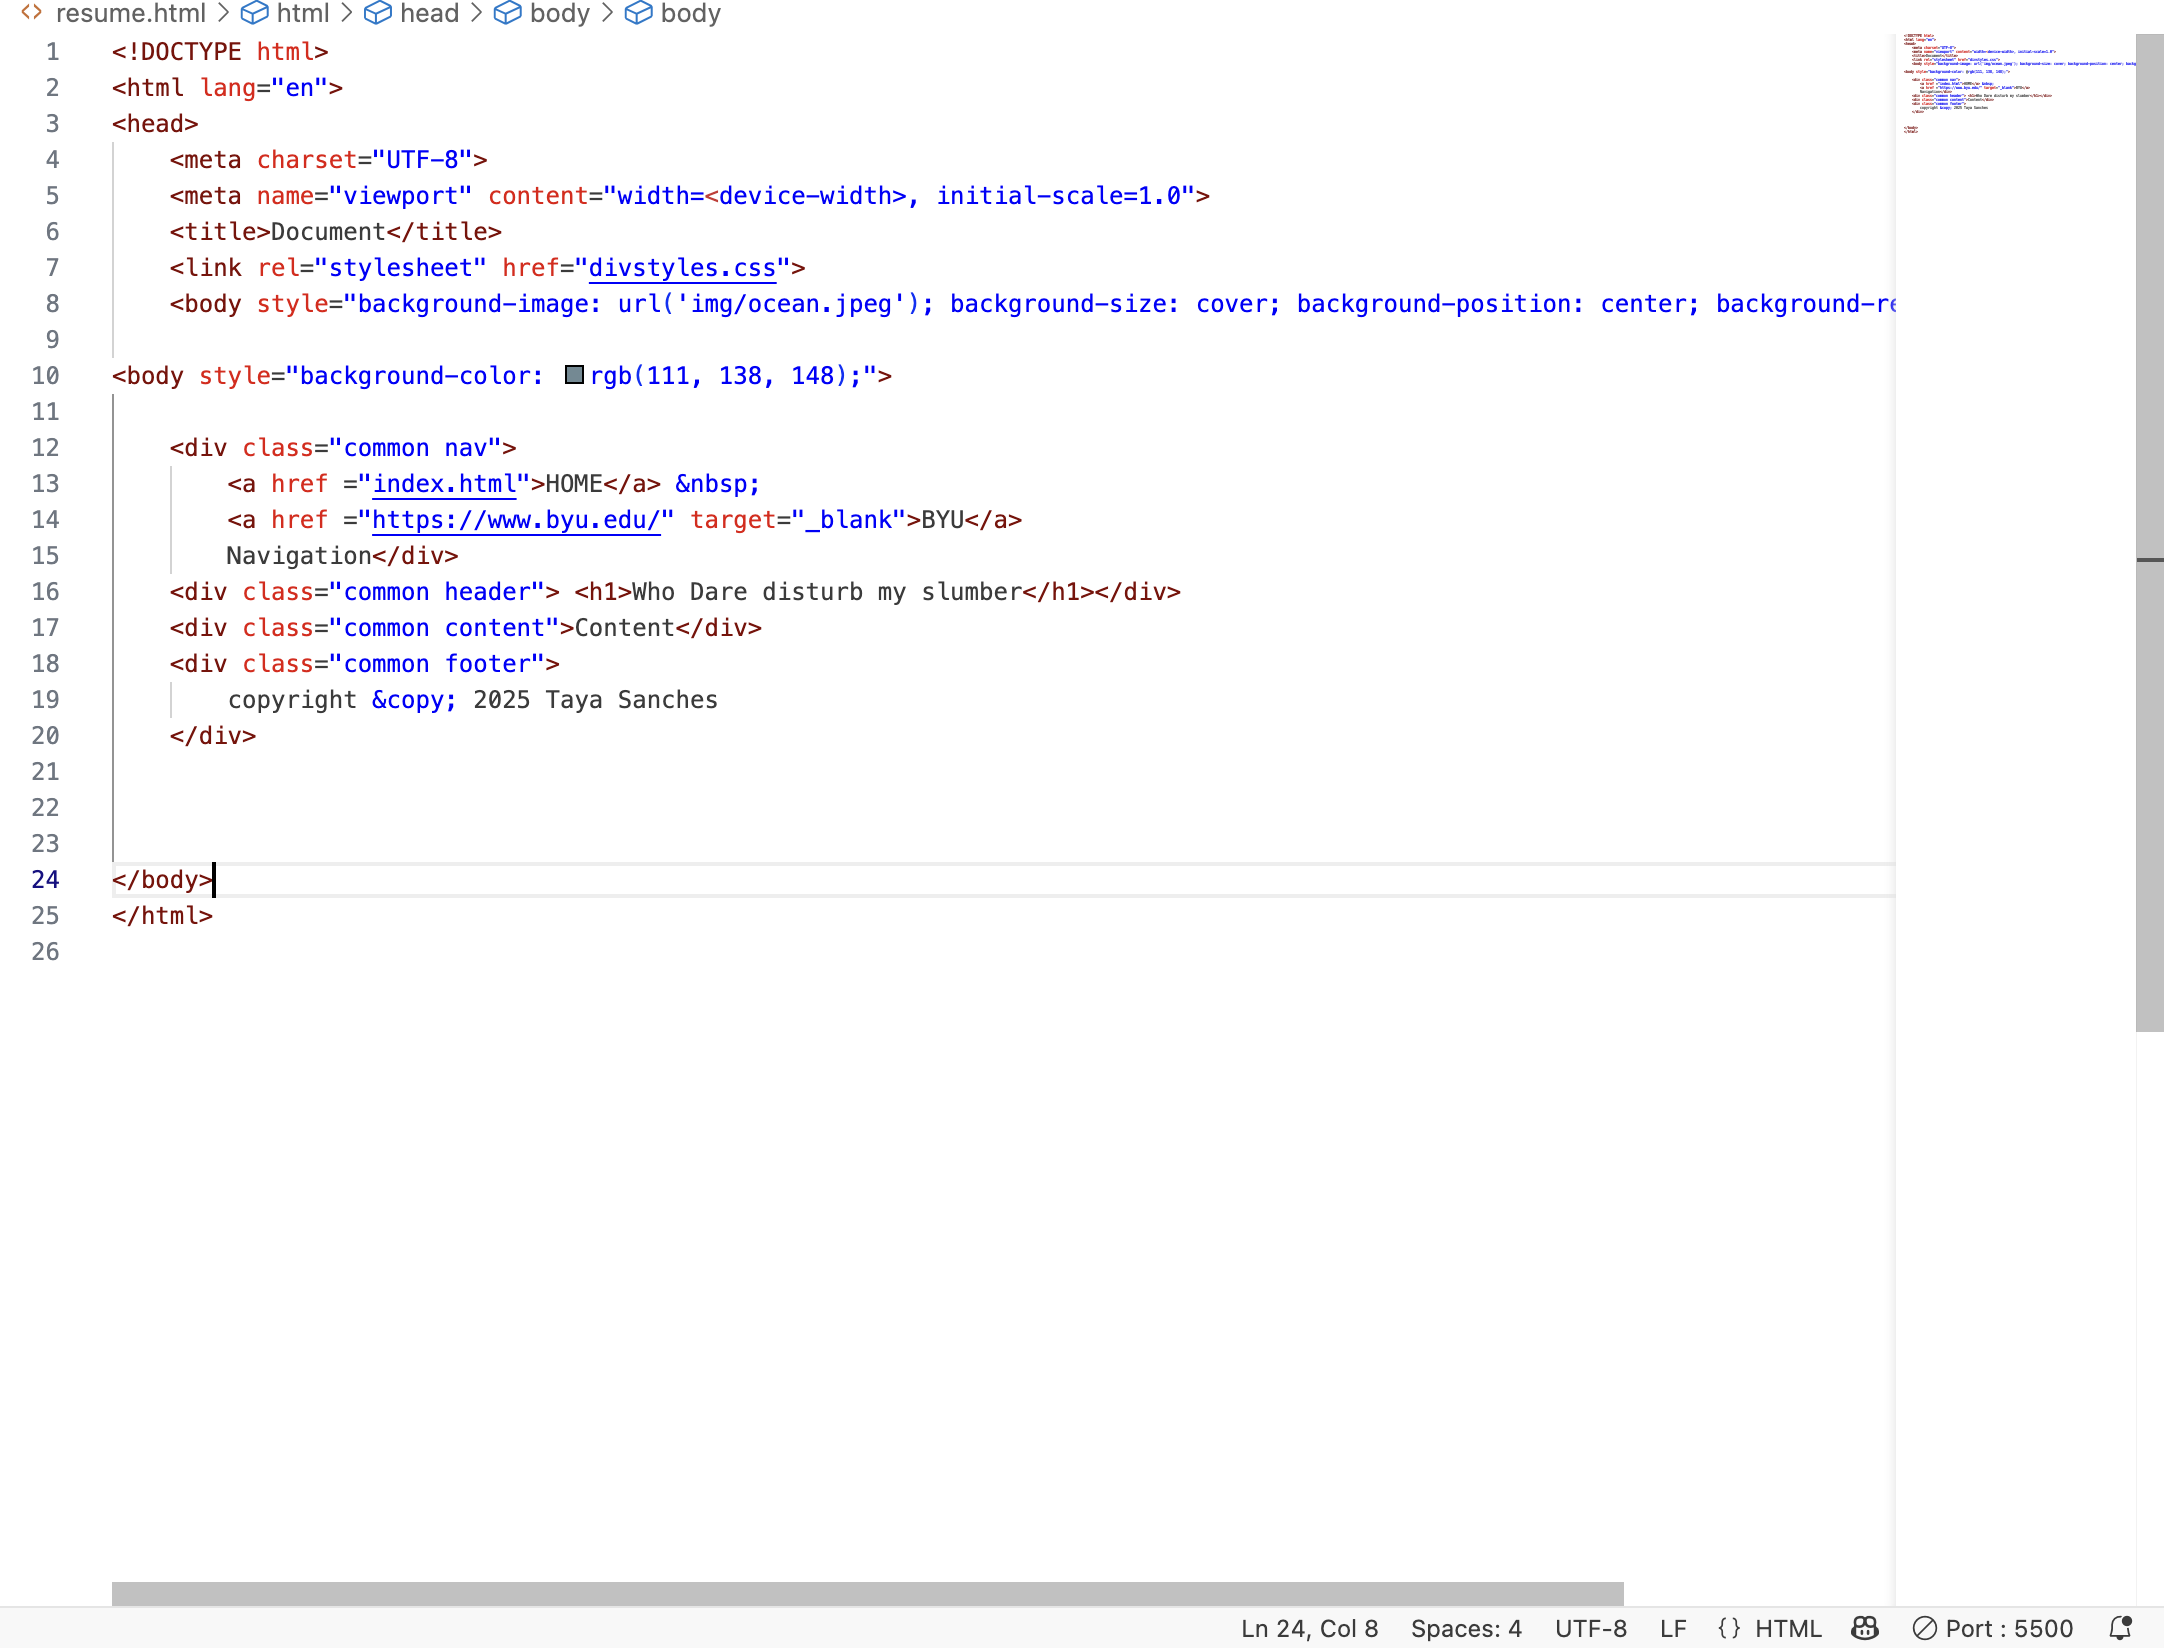 resume.html > html > head > body > body
1 <!DOCTYPE html>
2 <html lang="en">
3 <head>
4     <meta charset="UTF-8">
5     <meta name="viewport" content="width=<device-width>, initial-scale=1.0">
6     <title>Document</title>
7     <link rel="stylesheet" href="divstyles.css">
8     <body style="background-image: url('img/ocean.jpeg'); background-size: cover; background-position: center; background-re
9
10 <body style="background-color: rgb(111, 138, 148);">
11
12     <div class="common nav">
13         <a href ="index.html">HOME</a> &nbsp;
14         <a href ="https://www.byu.edu/" target="_blank">BYU</a>
15         Navigation</div>
16     <div class="common header"> <h1>Who Dare disturb my slumber</h1></div>
17     <div class="common content">Content</div>
18     <div class="common footer">
19         copyright &copy; 2025 Taya Sanches
20     </div>
21
22
23
24 </body>
25 </html>
26
Ln 24, Col 8 Spaces: 4 UTF-8 LF {} HTML Port : 5500